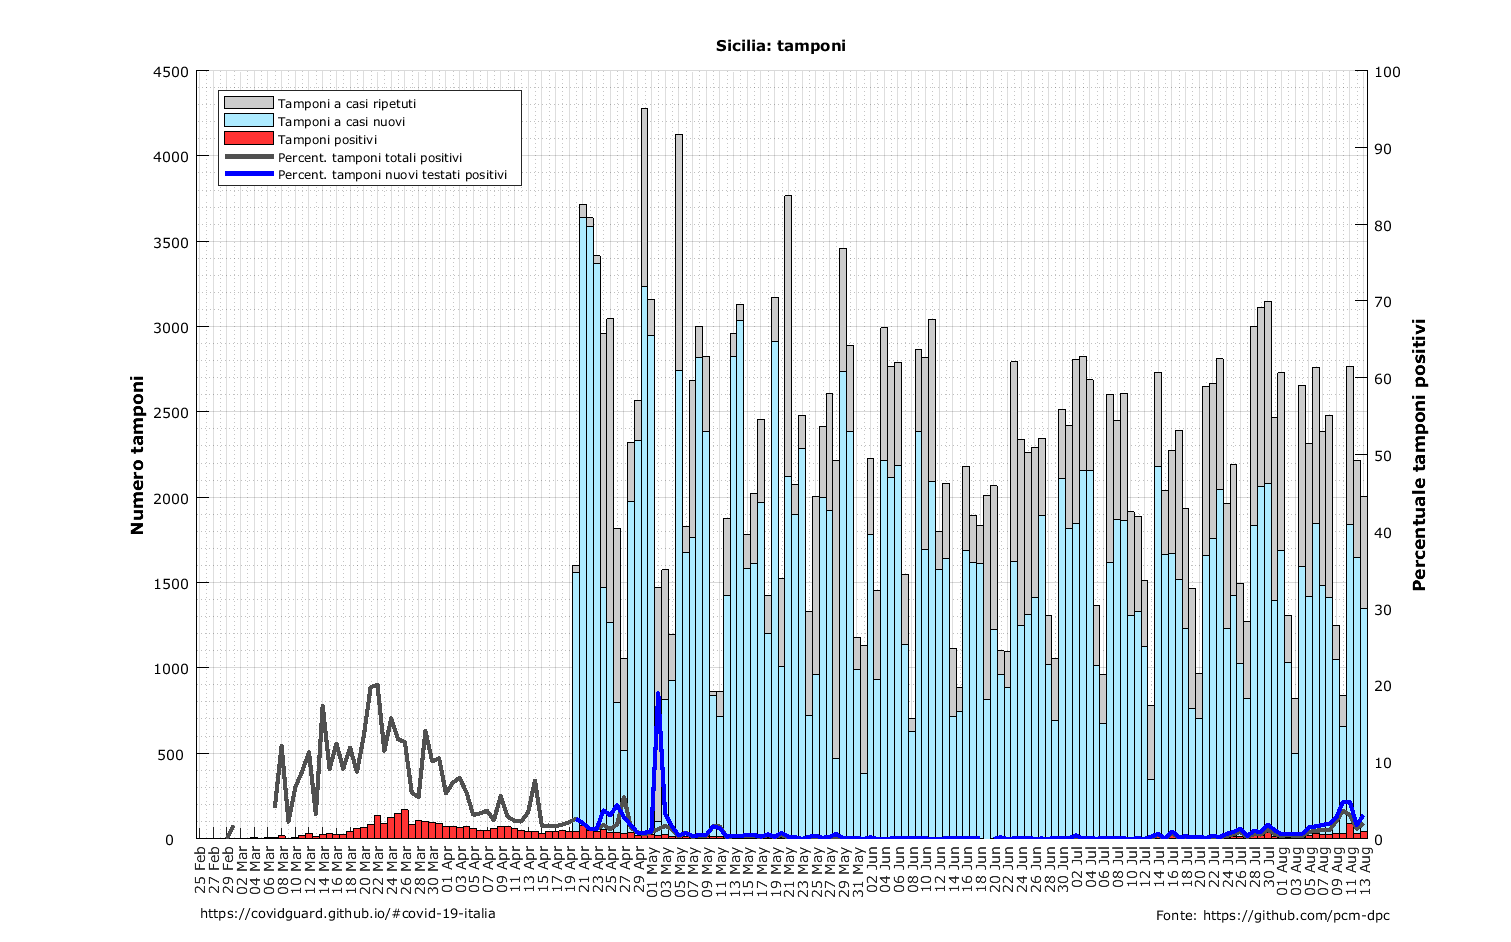 Sicilia: tamponi
Tamponi a casi ripetuti
Tamponi a casi nuovi
Tamponi positivi
Percent. tamponi totali positivi
Percent. tamponi nuovi testati positivi
Numero tamponi
4500
4000
3500
3000
2500
2000
1500
1000
500
0
Percentuale tamponi positivi
100
90
80
70
60
50
40
30
20
10
0
25 Feb
27 Feb
29 Feb
02 Mar
04 Mar
06 Mar
08 Mar
10 Mar
12 Mar
14 Mar
16 Mar
18 Mar
20 Mar
22 Mar
24 Mar
26 Mar
28 Mar
30 Mar
01 Apr
03 Apr
05 Apr
07 Apr
09 Apr
11 Apr
13 Apr
15 Apr
17 Apr
19 Apr
21 Apr
23 Apr
25 Apr
27 Apr
29 Apr
01 May
03 May
05 May
07 May
09 May
11 May
13 May
15 May
17 May
19 May
21 May
23 May
25 May
27 May
29 May
31 May
02 Jun
04 Jun
06 Jun
08 Jun
10 Jun
12 Jun
14 Jun
16 Jun
18 Jun
20 Jun
22 Jun
24 Jun
26 Jun
28 Jun
30 Jun
02 Jul
04 Jul
06 Jul
08 Jul
10 Jul
12 Jul
14 Jul
16 Jul
18 Jul
20 Jul
22 Jul
24 Jul
26 Jul
28 Jul
30 Jul
01 Aug
03 Aug
05 Aug
07 Aug
09 Aug
11 Aug
13 Aug
https://covidguard.github.io/#covid-19-italia
Fonte: https://github.com/pcm-dpc